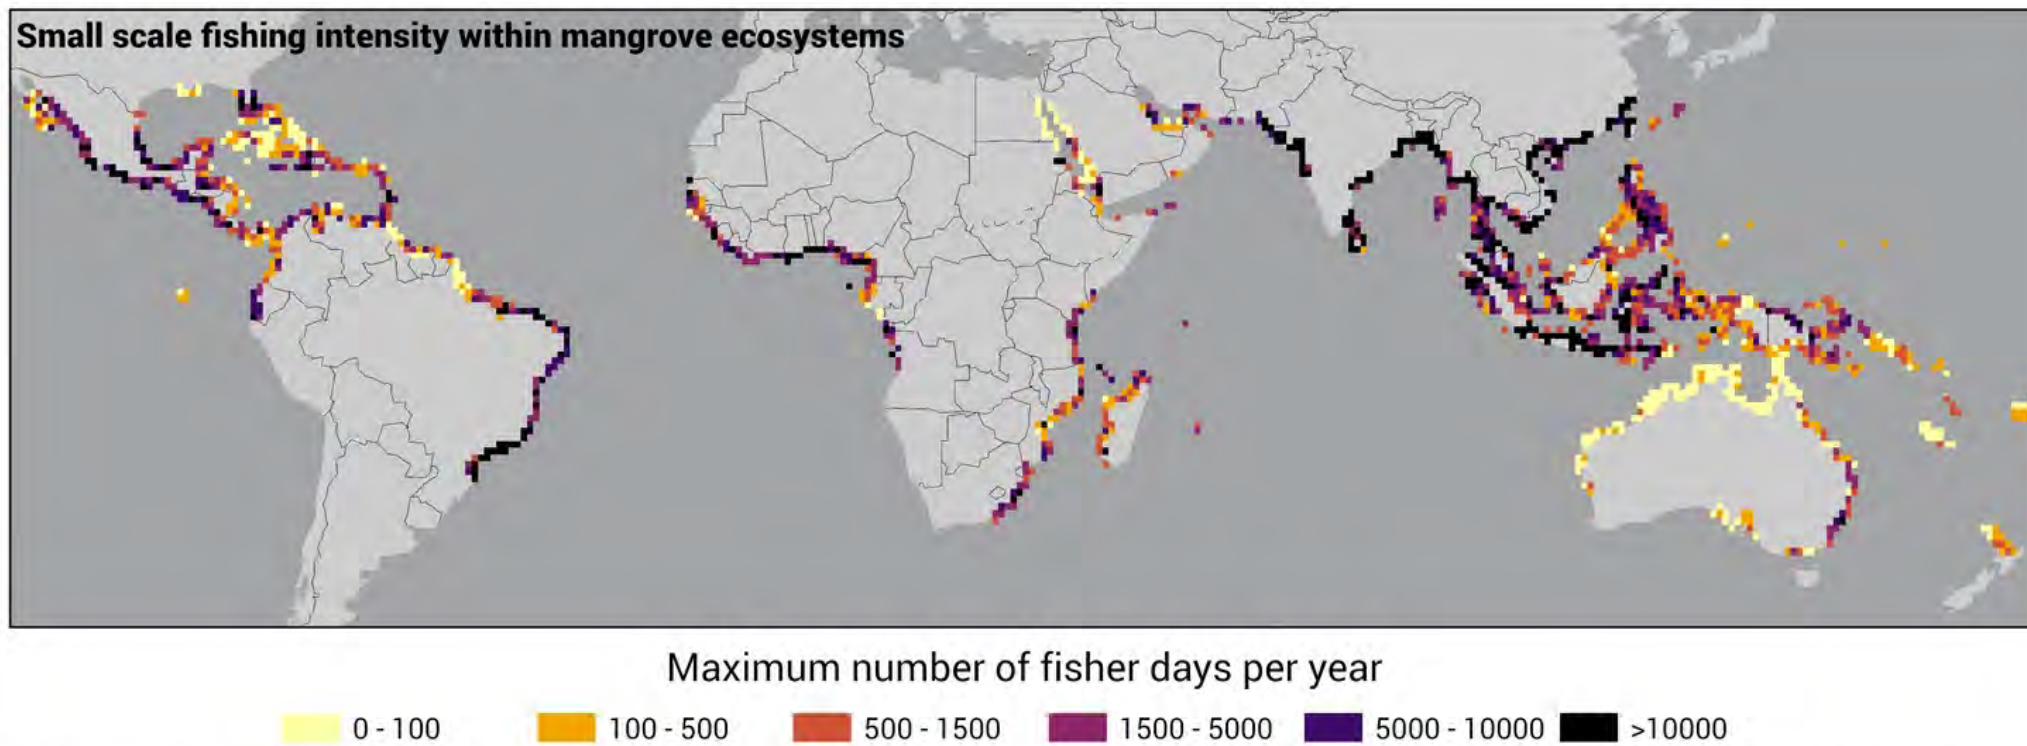 Small scale fishing intensity within mangrove ecosystems
Maximum number of fisher days per year
0 - 100 100 - 500 500 - 1500 1500 - 5000 5000 - 10000 >10000